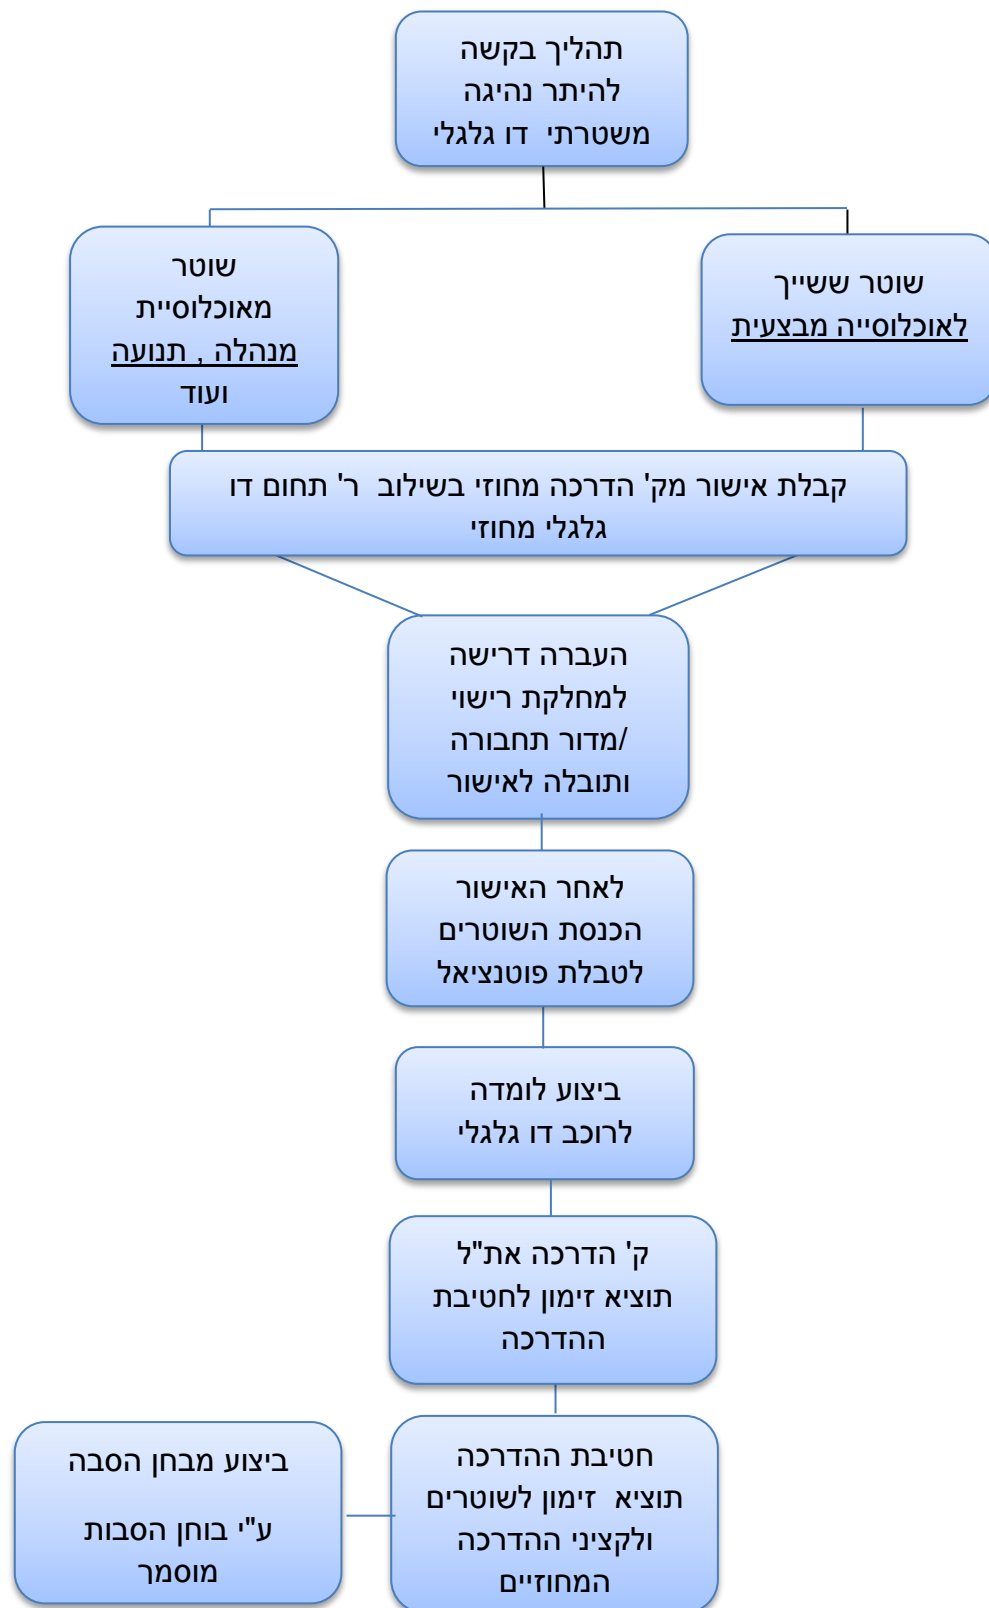 תהליך בקשה
להיתר נהיגה
משטרתי  דו גלגלי
שוטר ששייך
לאוכלוסייה מבצעית
שוטר
מאוכלוסיית
מנהלה , תנועה
ועוד
קבלת אישור מק' הדרכה מחוזי בשילוב  ר' תחום דו
גלגלי מחוזי
העברה דרישה
למחלקת רישוי
/מדור תחבורה
ותובלה לאישור
לאחר האישור
הכנסת השוטרים
לטבלת פוטנציאל
ביצוע לומדה
לרוכב דו גלגלי
ק' הדרכה את"ל
תוציא זימון לחטיבת
ההדרכה
חטיבת ההדרכה
תוציא  זימון לשוטרים
ולקציני ההדרכה
המחוזיים
ביצוע מבחן הסבה
ע"י בוחן הסבות
מוסמך